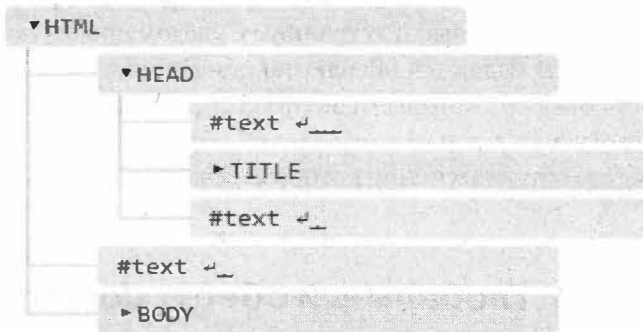 ▾HTML
▾HEAD
#text ↵␣␣␣␣
▸TITLE
#text ↵␣␣
#text ↵␣␣
▸BODY